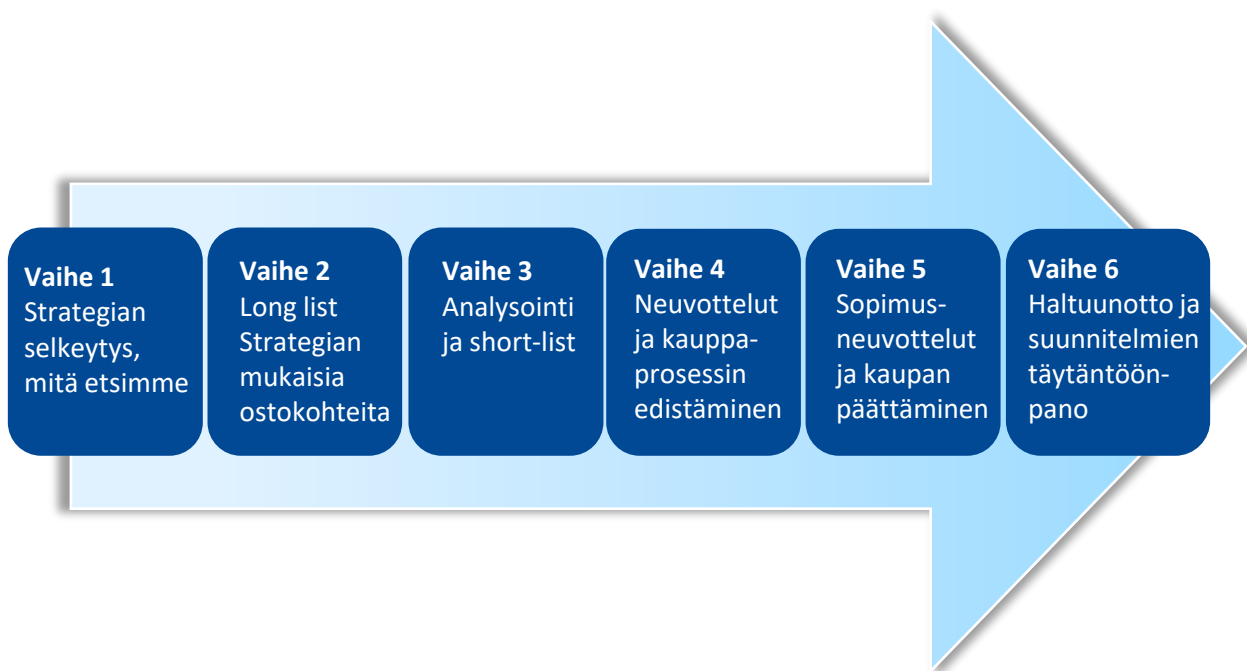 Vaihe 1
Strategian
selkeytys,
mitä etsimme
Vaihe 2
Long list
Strategian
mukaisia
ostokohteita
Vaihe 3
Analysointi
ja short-list
Vaihe 4
Neuvottelut
ja kauppa-
prosessin
edistäminen
Vaihe 5
Sopimus-
neuvottelut
ja kaupan
päättäminen
Vaihe 6
Haltuunotto ja
suunnitelmien
täytäntöön-
pano